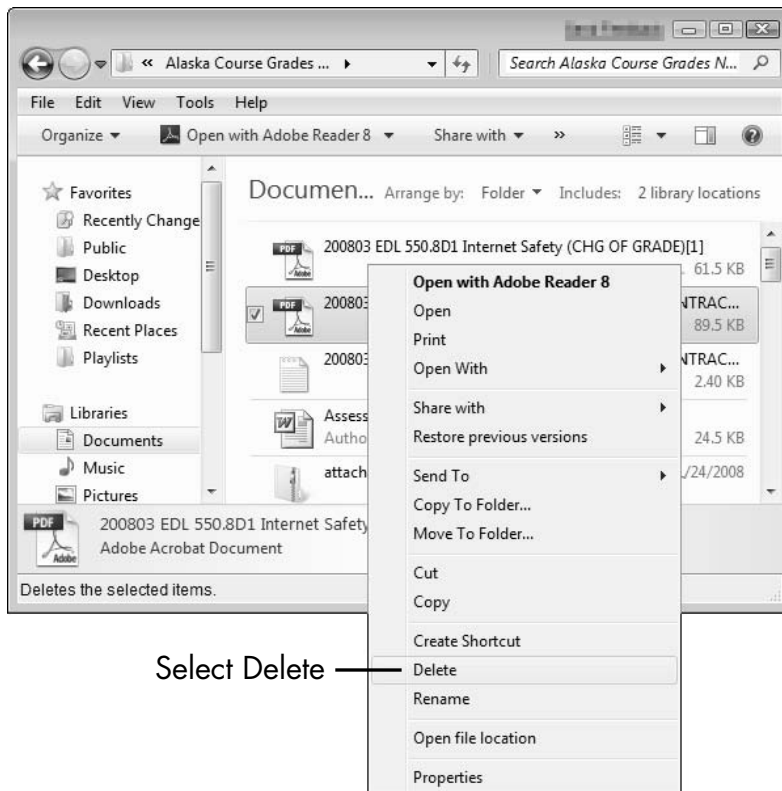 « Alaska Course Grades ... Search Alaska Course Grades N...
File Edit View Tools Help
Organize Open with Adobe Reader 8 Share with »
Favorites
Recently Change
Public
Desktop
Downloads
Recent Places
Playlists
Libraries
Documents
Music
Pictures
Documen... Arrange by: Folder Includes: 2 library locations
PDF Adobe 200803 EDL 550.8D1 Internet Safety (CHG OF GRADE)[1]
61.5 KB
PDF Adobe 200803 NTRAC...
89.5 KB
200803 NTRAC...
2.40 KB
Assess
Autho 24.5 KB
attach /24/2008
Open with Adobe Reader 8
Open
Print
Open With
Share with
Restore previous versions
Send To
Copy To Folder...
Move To Folder...
Cut
Copy
Create Shortcut
Delete
Rename
Open file location
Properties
PDF Adobe 200803 EDL 550.8D1 Internet Safety
Adobe Acrobat Document
Deletes the selected items.
Select Delete